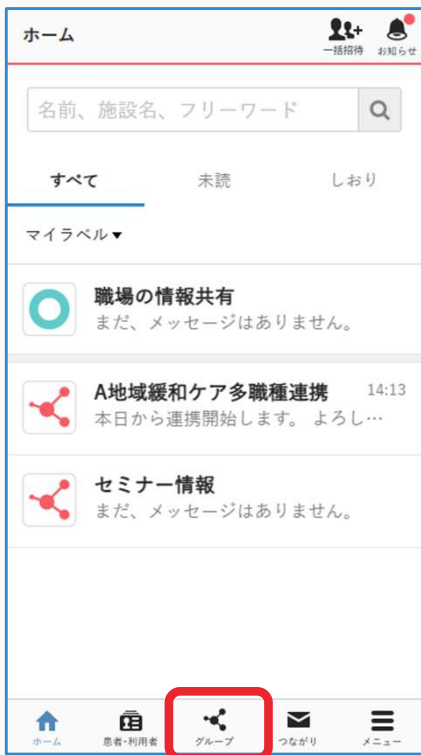 ホーム
一括招待
お知らせ
名前、施設名、フリーワード
すべて 未読 しおり
マイラベル▼
職場の情報共有
まだ、メッセージはありません。
A地域緩和ケア多職種連携 14:13
本日から連携開始します。 よろし…
セミナー情報
まだ、メッセージはありません。
ホーム 患者・利用者 グループ つながり メニュー